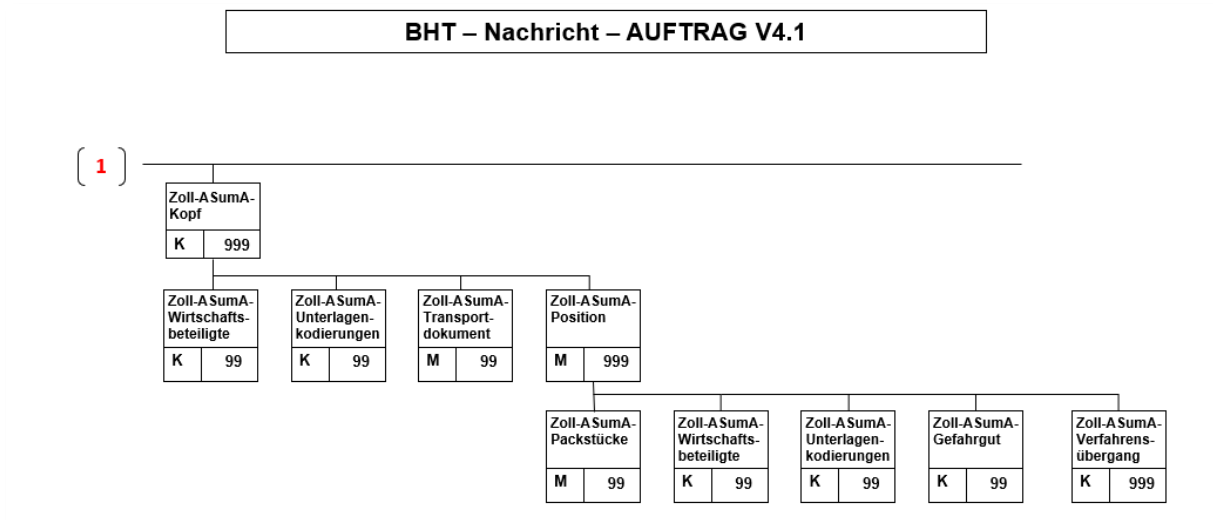 BHT – Nachricht – AUFTRAG V4.1
1
Zoll-ASumA-
Kopf
K 999
Zoll-ASumA-
Wirtschafts-
beteiligte
K 99
Zoll-ASumA-
Unterlagen-
kodierungen
K 99
Zoll-ASumA-
Transport-
dokument
M 99
Zoll-ASumA-
Position
M 999
Zoll-ASumA-
Packstücke
M 99
Zoll-ASumA-
Wirtschafts-
beteiligte
K 99
Zoll-ASumA-
Unterlagen-
kodierungen
K 99
Zoll-ASumA-
Gefahrgut
K 99
Zoll-ASumA-
Verfahrens-
übergang
K 999